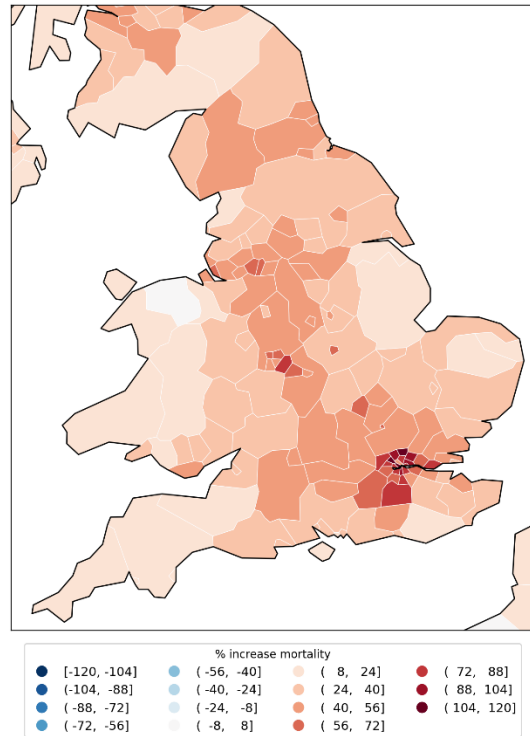 % increase mortality
[-120, -104] ( -56, -40] ( 8, 24] ( 72, 88]
(-104, -88] ( -40, -24] ( 24, 40] ( 88, 104]
( -88, -72] ( -24, -8] ( 40, 56] ( 104, 120]
( -72, -56] ( -8, 8] ( 56, 72]